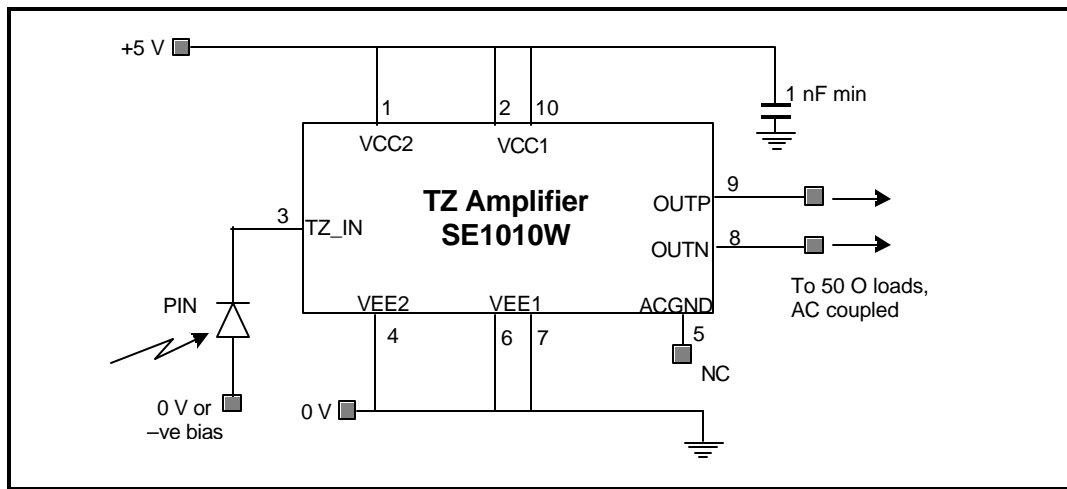 +5 V
1 nF min
1
2
10
VCC2
VCC1
TZ Amplifier
SE1010W
3
TZ_IN
OUTP
9
OUTN
8
To 50 O loads,
AC coupled
PIN
VEE2
VEE1
ACGND
4
6
7
5
NC
0 V or
–ve bias
0 V